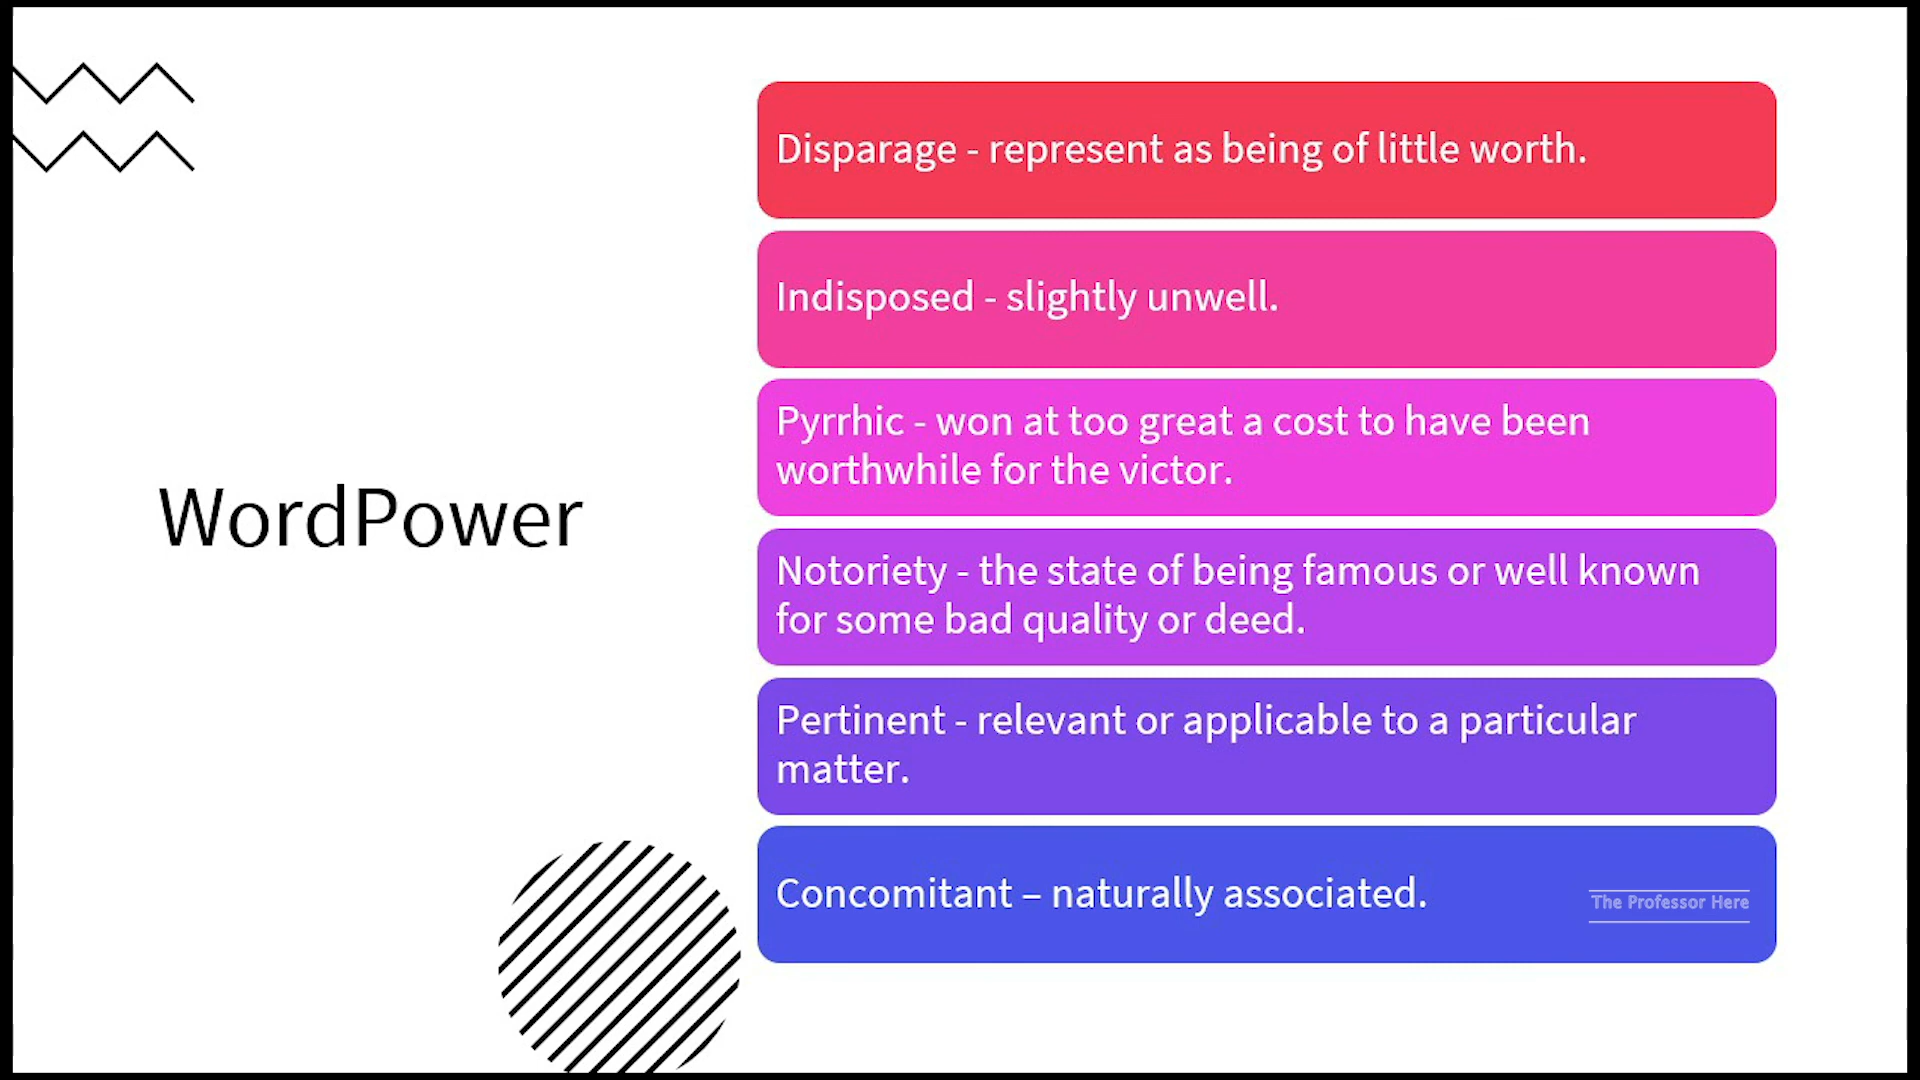 WordPower
Disparage - represent as being of little worth.
Indisposed - slightly unwell.
Pyrrhic - won at too great a cost to have been
worthwhile for the victor.
Notoriety - the state of being famous or well known
for some bad quality or deed.
Pertinent - relevant or applicable to a particular
matter.
Concomitant – naturally associated.
The Professor Here